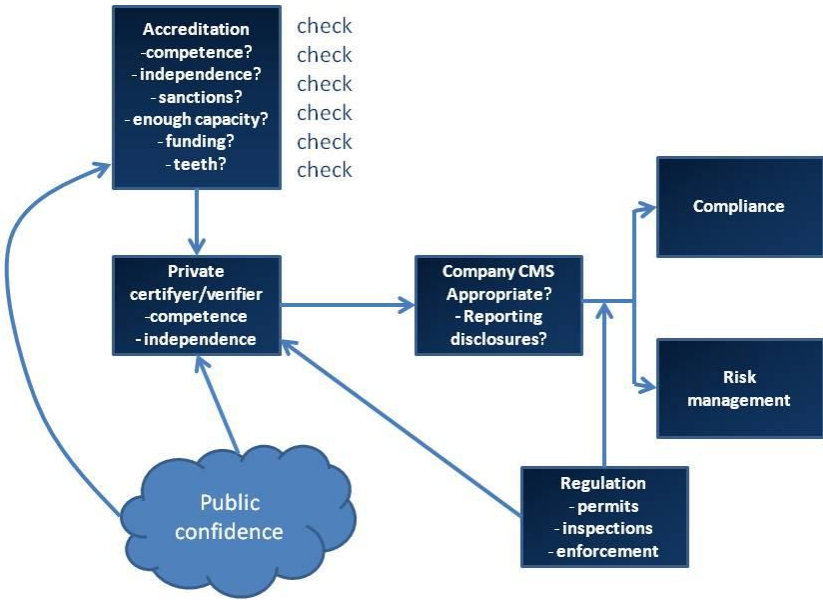 Accreditation
-competence?
- independence?
- sanctions?
- enough capacity?
- funding?
- teeth?
check
check
check
check
check
check
Compliance
Private
certifyer/verifier
-competence
- independence
Company CMS
Appropriate?
- Reporting
disclosures?
Risk
management
Public
confidence
Regulation
- permits
- inspections
- enforcement